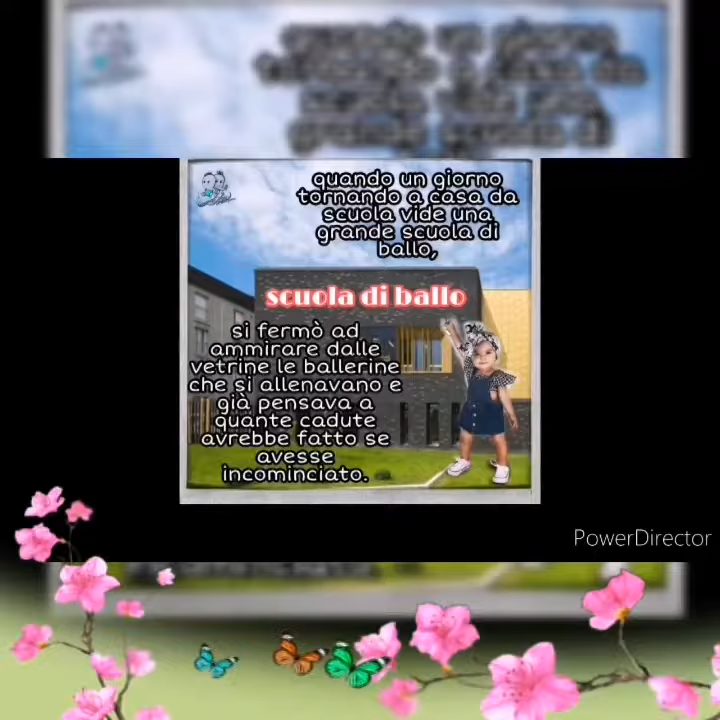 quando un giorno
tornando a casa da
scuola vide una
grande scuola di
ballo,
scuola di ballo
si fermò ad
ammirare dalle
vetrine le ballerine
che si allenavano e
già pensava a
quante cadute
avrebbe fatto se
avesse
incominciato.
PowerDirector